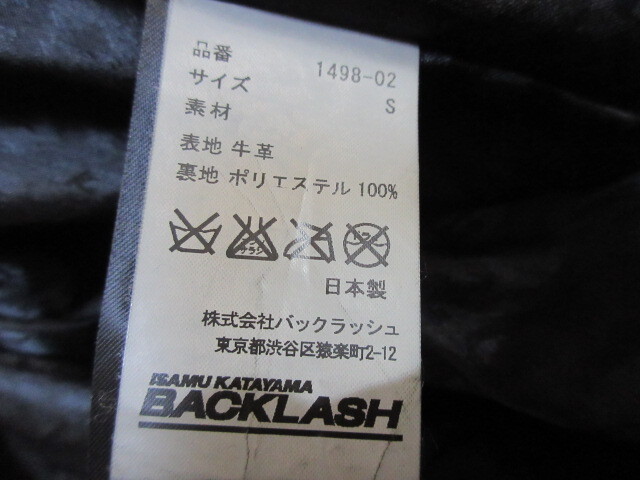 品番 1498-02
サイズ S
素材
表地 牛革
裏地 ポリエステル 100%
日本製
株式会社バックラッシュ
東京都渋谷区猿楽町2-12
ISAMU KATAYAMA
BACKLASH